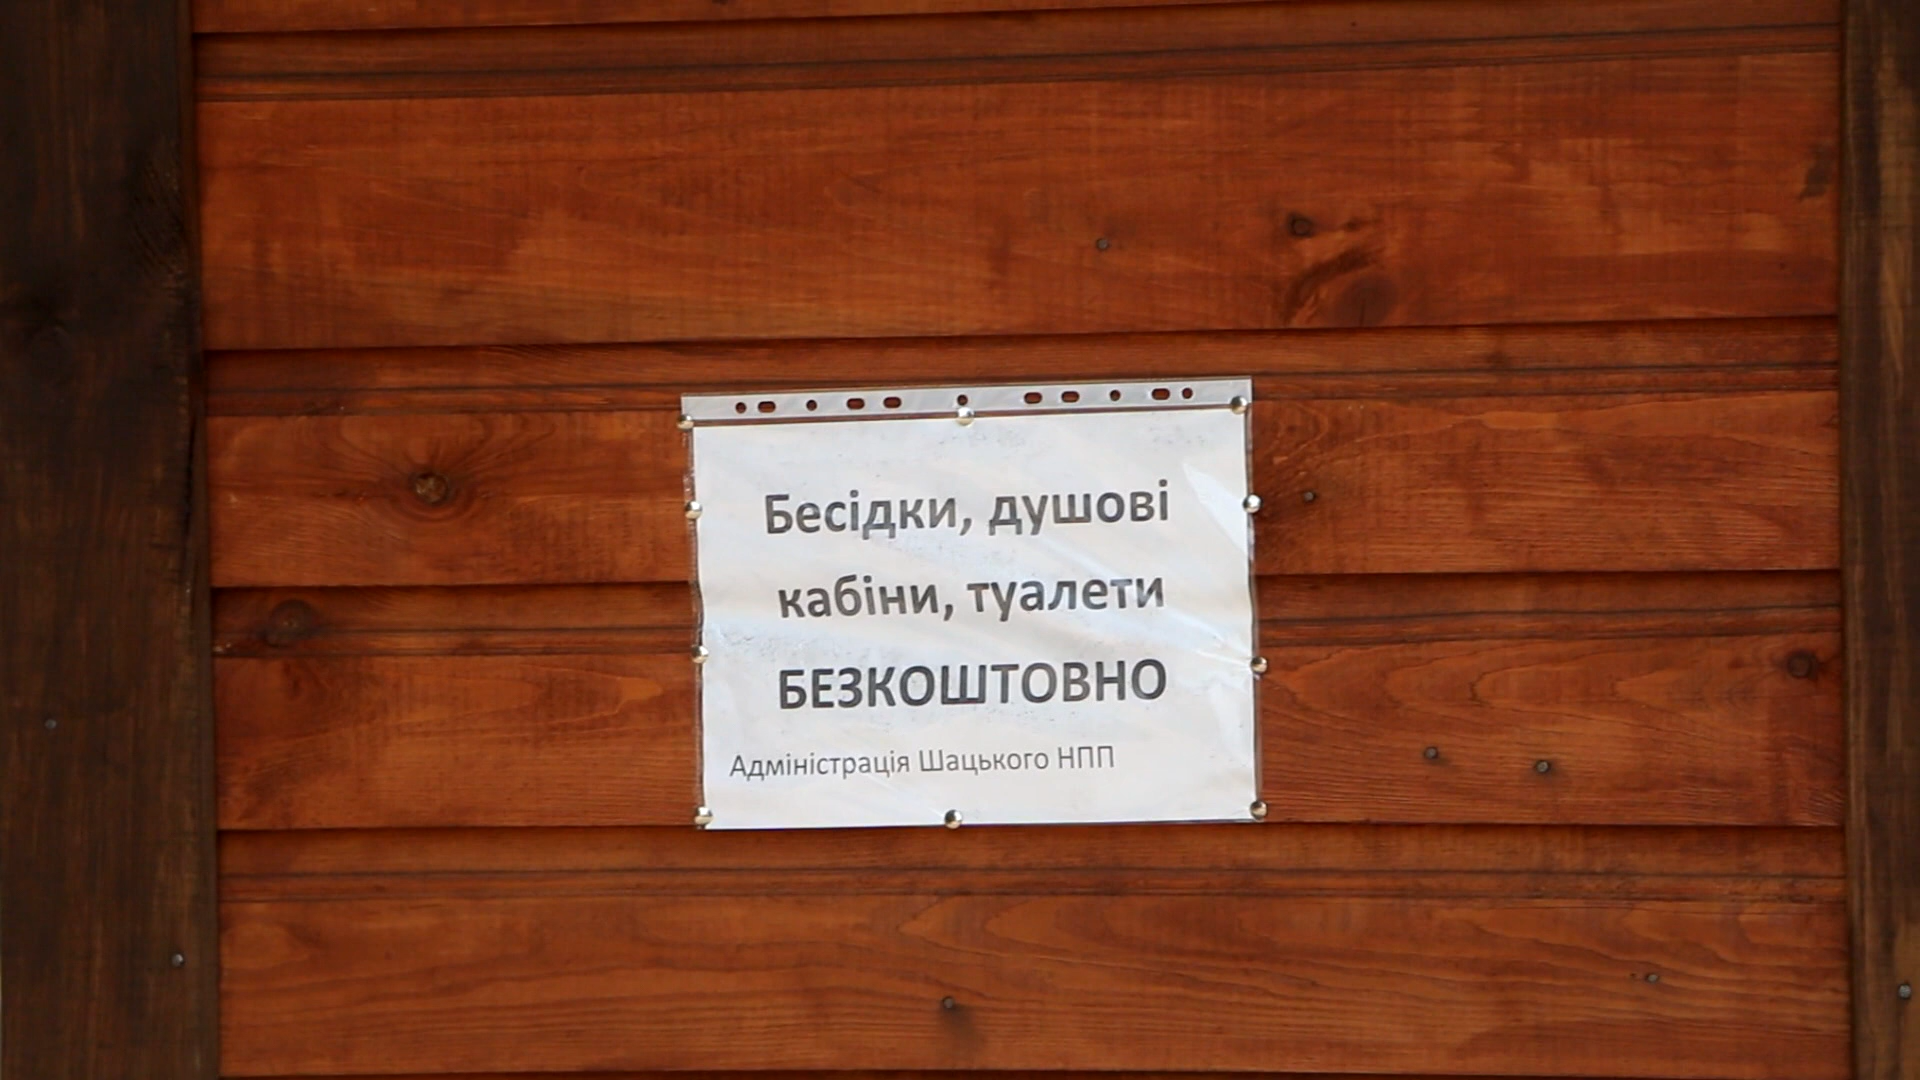 Бесідки, душові
кабіни, туалети
БЕЗКОШТОВНО
Адміністрація Шацького НПП